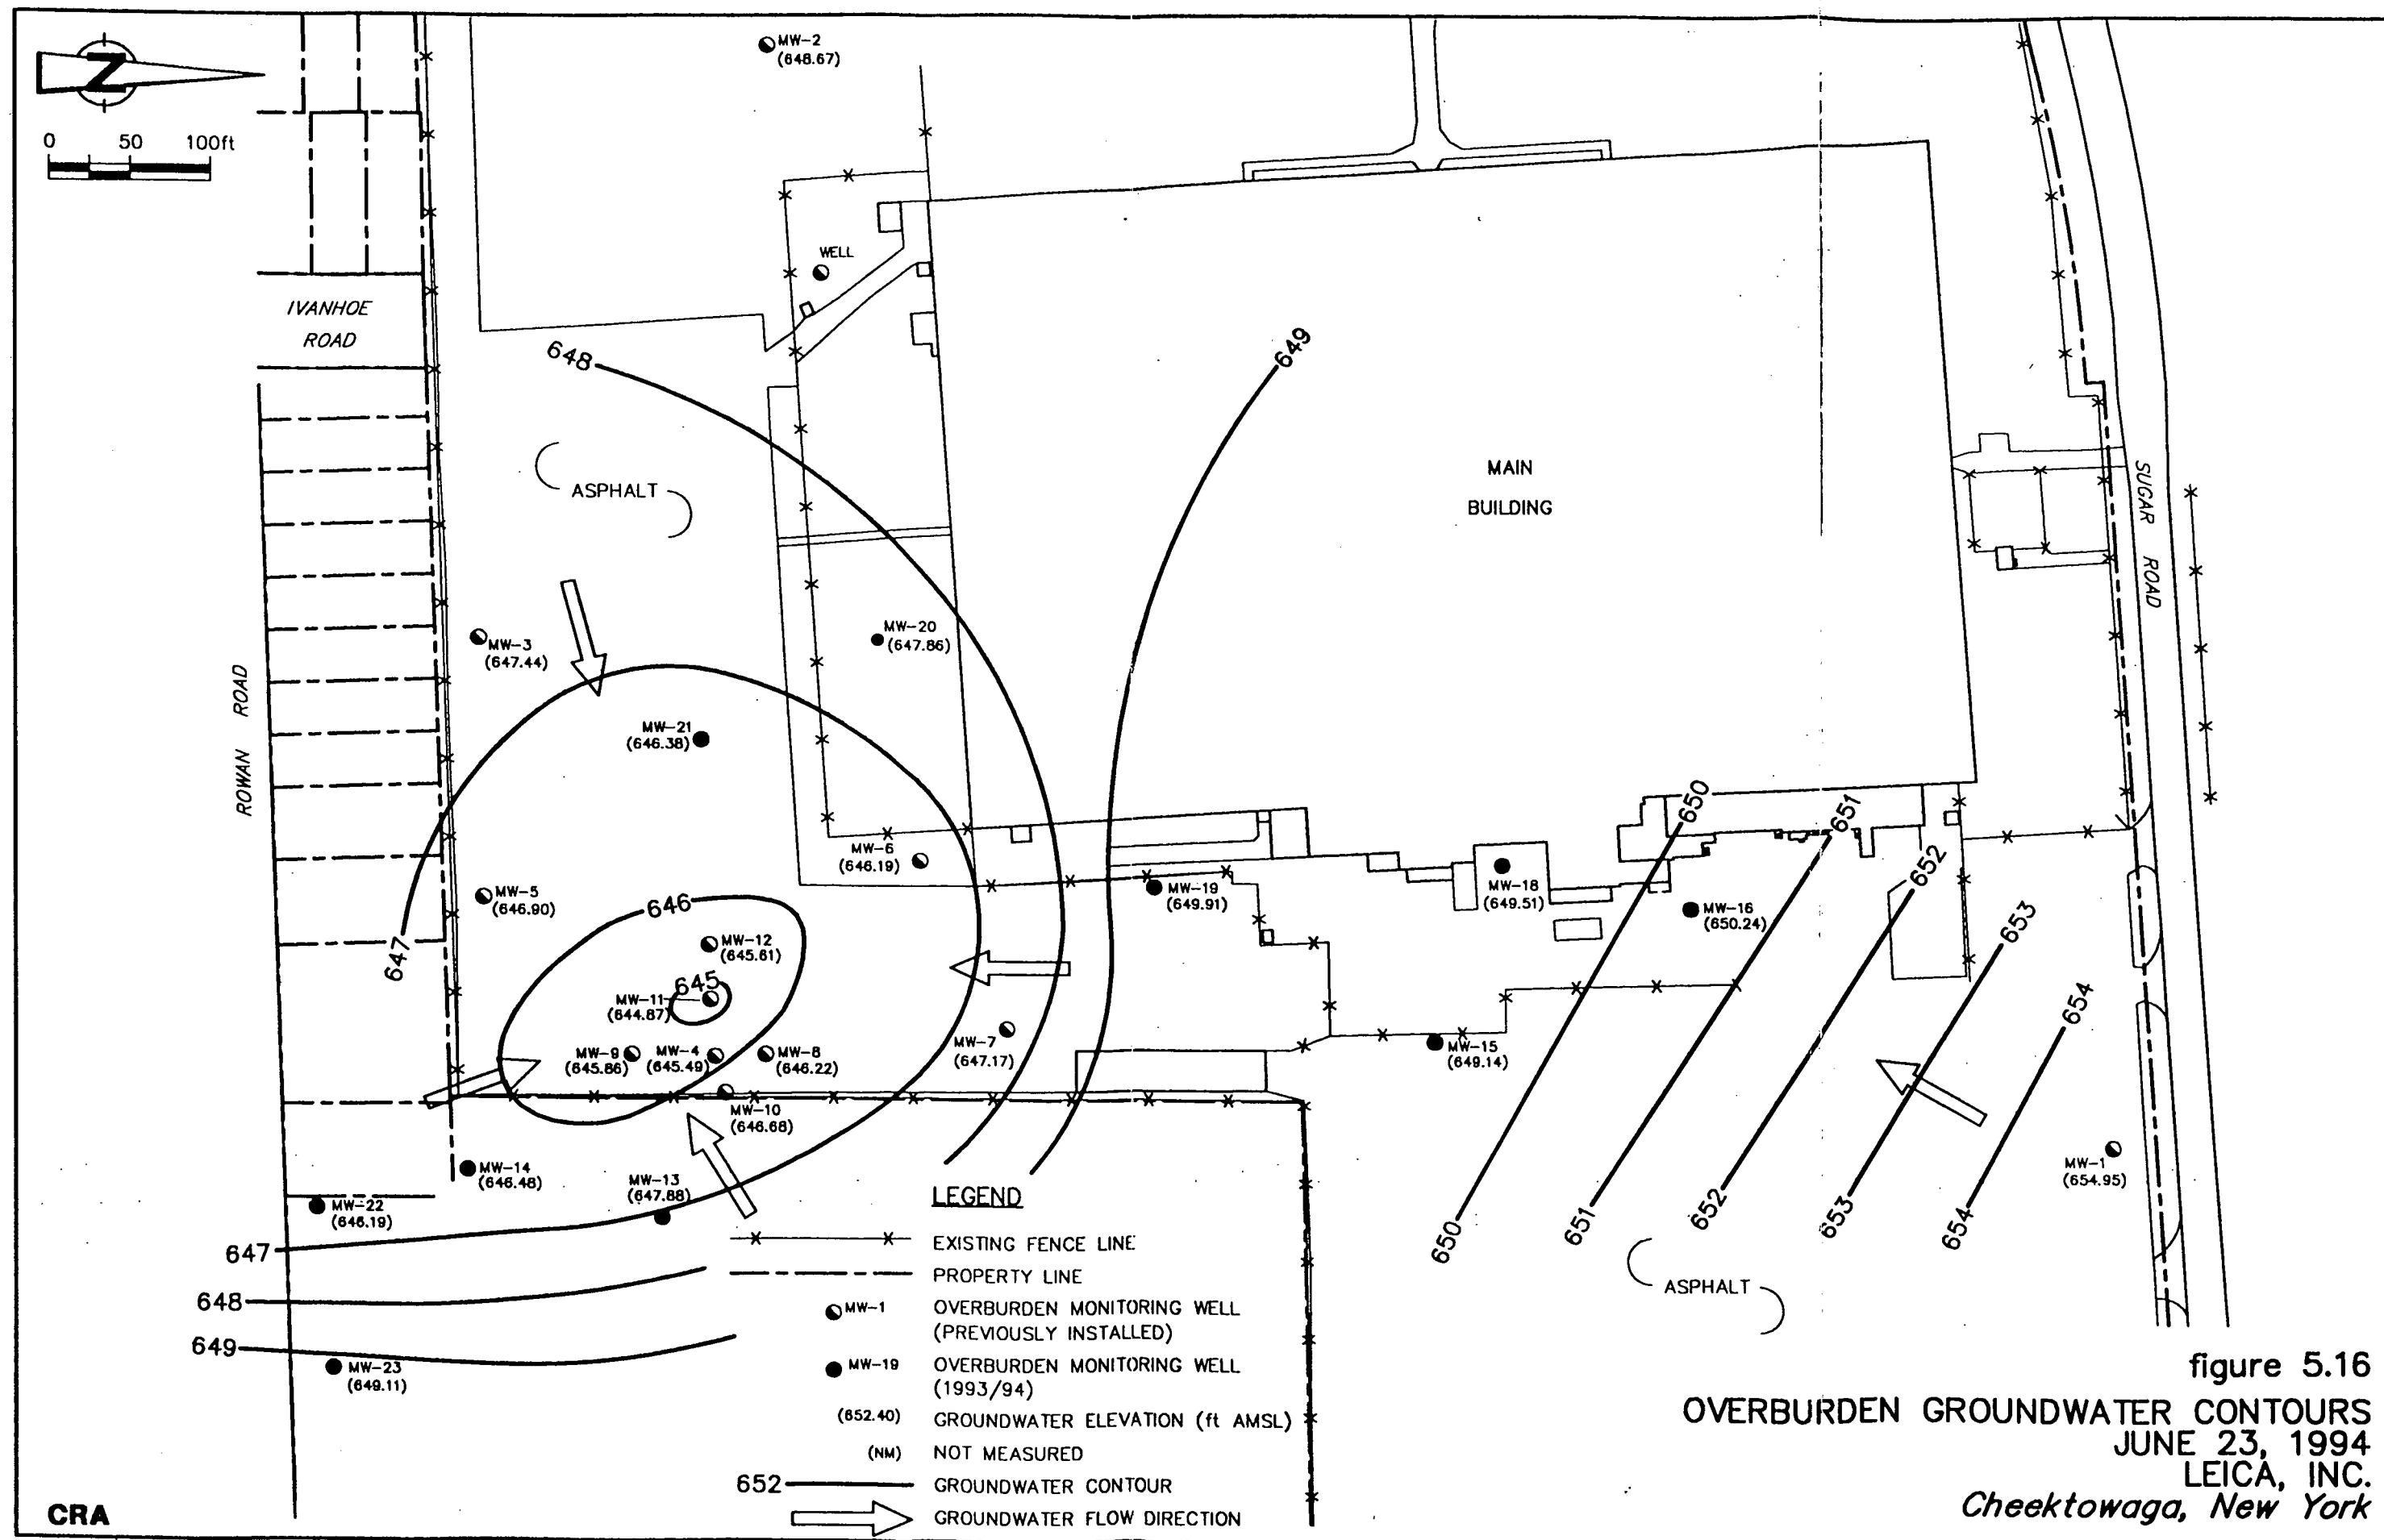 N
0 50 100ft
MW-2
(648.67)
WELL
IVANHOE
ROAD
648
649
ASPHALT
MAIN
BUILDING
SUGAR ROAD
MW-3
(647.44)
MW-20
(647.86)
ROWAN ROAD
MW-21
(646.38)
650
651
MW-6
(646.19)
652
MW-5
(646.90)
MW-19
(649.91)
MW-18
(649.51)
MW-16
(650.24)
646
653
647
MW-12
(645.61)
645
MW-11
(644.87)
654
MW-9
(645.86)
MW-4
(645.49)
MW-8
(646.22)
MW-7
(647.17)
MW-15
(649.14)
MW-10
(646.68)
MW-1
(654.95)
MW-14
(646.48)
MW-13
(647.88)
MW-22
(646.19)
647
648
649
MW-23
(649.11)
650
651
652
653
654
ASPHALT
LEGEND
EXISTING FENCE LINE
PROPERTY LINE
MW-1 OVERBURDEN MONITORING WELL
(PREVIOUSLY INSTALLED)
MW-19 OVERBURDEN MONITORING WELL
(1993/94)
(652.40) GROUNDWATER ELEVATION (ft AMSL)
(NM) NOT MEASURED
652 GROUNDWATER CONTOUR
GROUNDWATER FLOW DIRECTION
CRA
figure 5.16
OVERBURDEN GROUNDWATER CONTOURS
JUNE 23, 1994
LEICA, INC.
Cheektowaga, New York